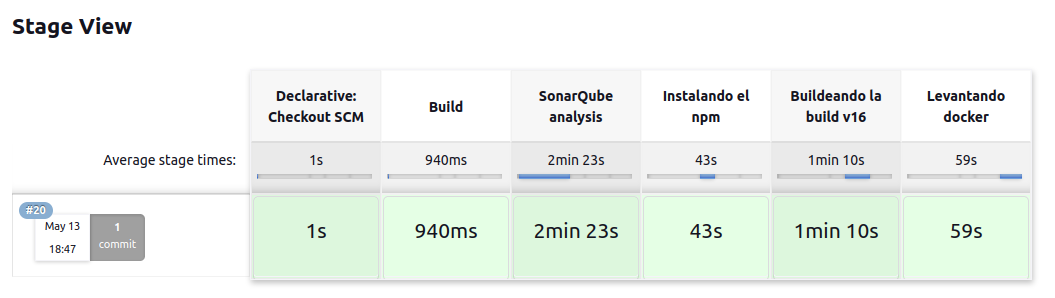 Stage View
Declarative:
Checkout SCM
Build
SonarQube
analysis
Instalando el
npm
Buildeando la
build v16
Levantando
docker
Average stage times:
1s
940ms
2min 23s
43s
1min 10s
59s
#20
May 13
18:47
1
commit
1s
940ms
2min 23s
43s
1min 10s
59s